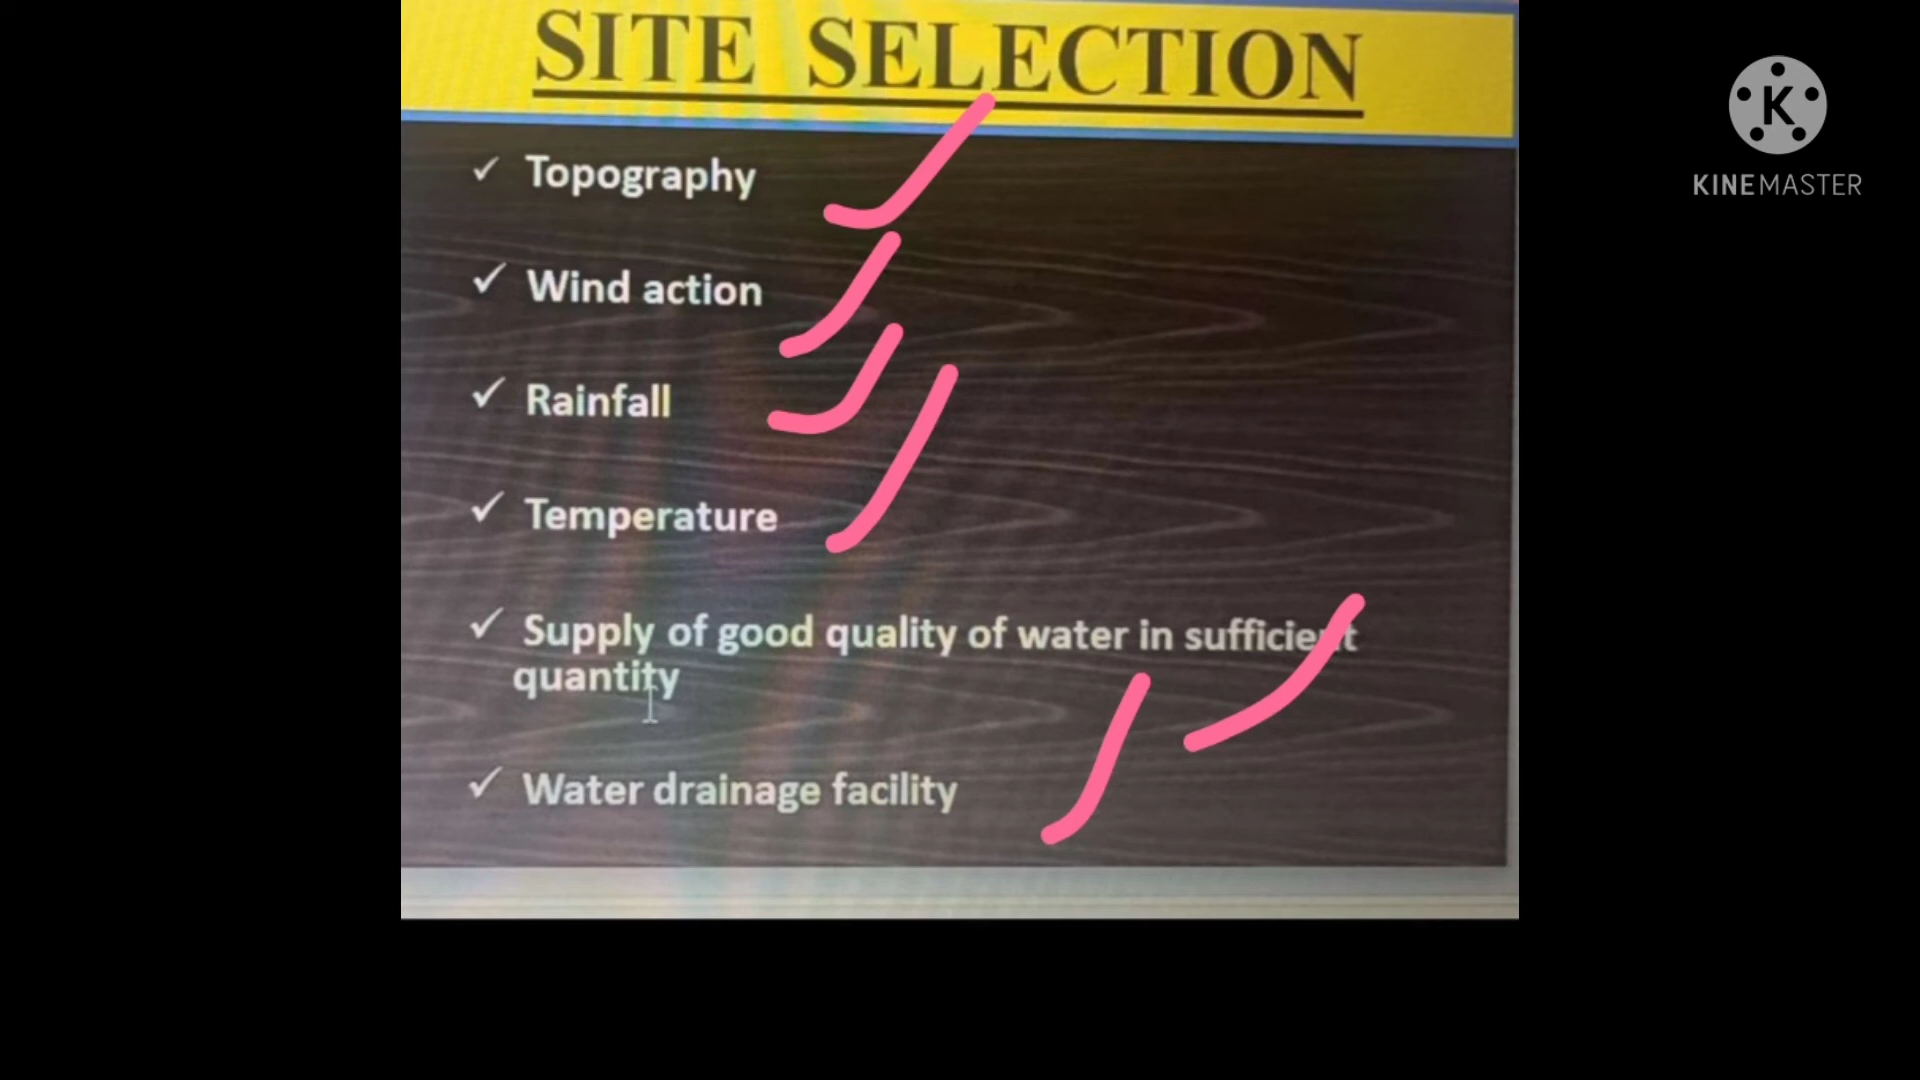 SITE SELECTION
✓ Topography
✓ Wind action
✓ Rainfall
✓ Temperature
✓ Supply of good quality of water in sufficient
quantity
✓ Water drainage facility
K
KINEMASTER